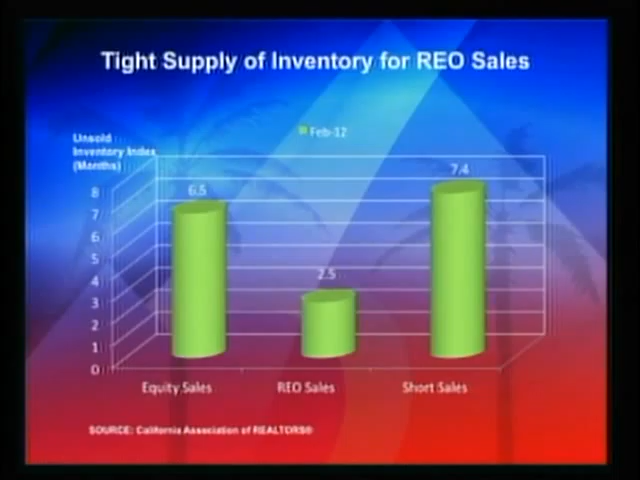 Tight Supply of Inventory for REO Sales
Feb-12
Unsold
Inventory Index
(Months)
8
7
6
5
4
3
2
1
0
6.5
2.5
7.4
Equity Sales
REO Sales
Short Sales
SOURCE: California Association of REALTORS®